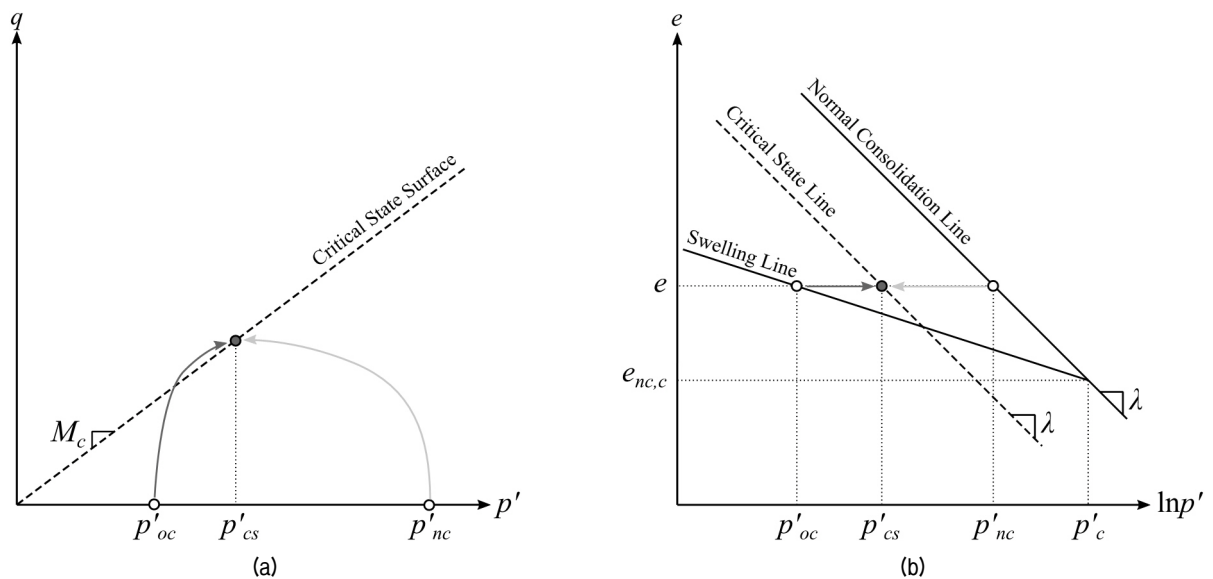 q
Critical State Surface
M_c
p'
p'_oc
p'_cs
p'_nc
(a)
e
Normal Consolidation Line
Critical State Line
Swelling Line
e
e_nc,c
λ
λ
lnp'
p'_oc
p'_cs
p'_nc
p'_c
(b)